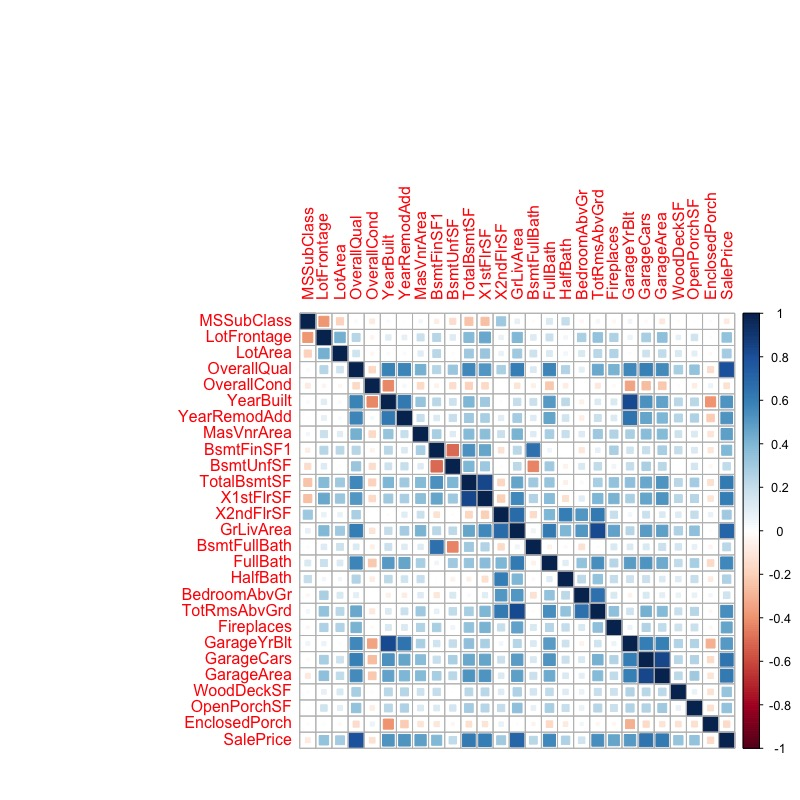 MSSubClass
LotFrontage
LotArea
OverallQual
OverallCond
YearBuilt
YearRemodAdd
MasVnrArea
BsmtFinSF1
BsmtUnfSF
TotalBsmtSF
X1stFlrSF
X2ndFlrSF
GrLivArea
BsmtFullBath
FullBath
HalfBath
BedroomAbvGr
TotRmsAbvGrd
Fireplaces
GarageYrBlt
GarageCars
GarageArea
WoodDeckSF
OpenPorchSF
EnclosedPorch
SalePrice
MSSubClass
LotFrontage
LotArea
OverallQual
OverallCond
YearBuilt
YearRemodAdd
MasVnrArea
BsmtFinSF1
BsmtUnfSF
TotalBsmtSF
X1stFlrSF
X2ndFlrSF
GrLivArea
BsmtFullBath
FullBath
HalfBath
BedroomAbvGr
TotRmsAbvGrd
Fireplaces
GarageYrBlt
GarageCars
GarageArea
WoodDeckSF
OpenPorchSF
EnclosedPorch
SalePrice
1
0.8
0.6
0.4
0.2
0
-0.2
-0.4
-0.6
-0.8
-1